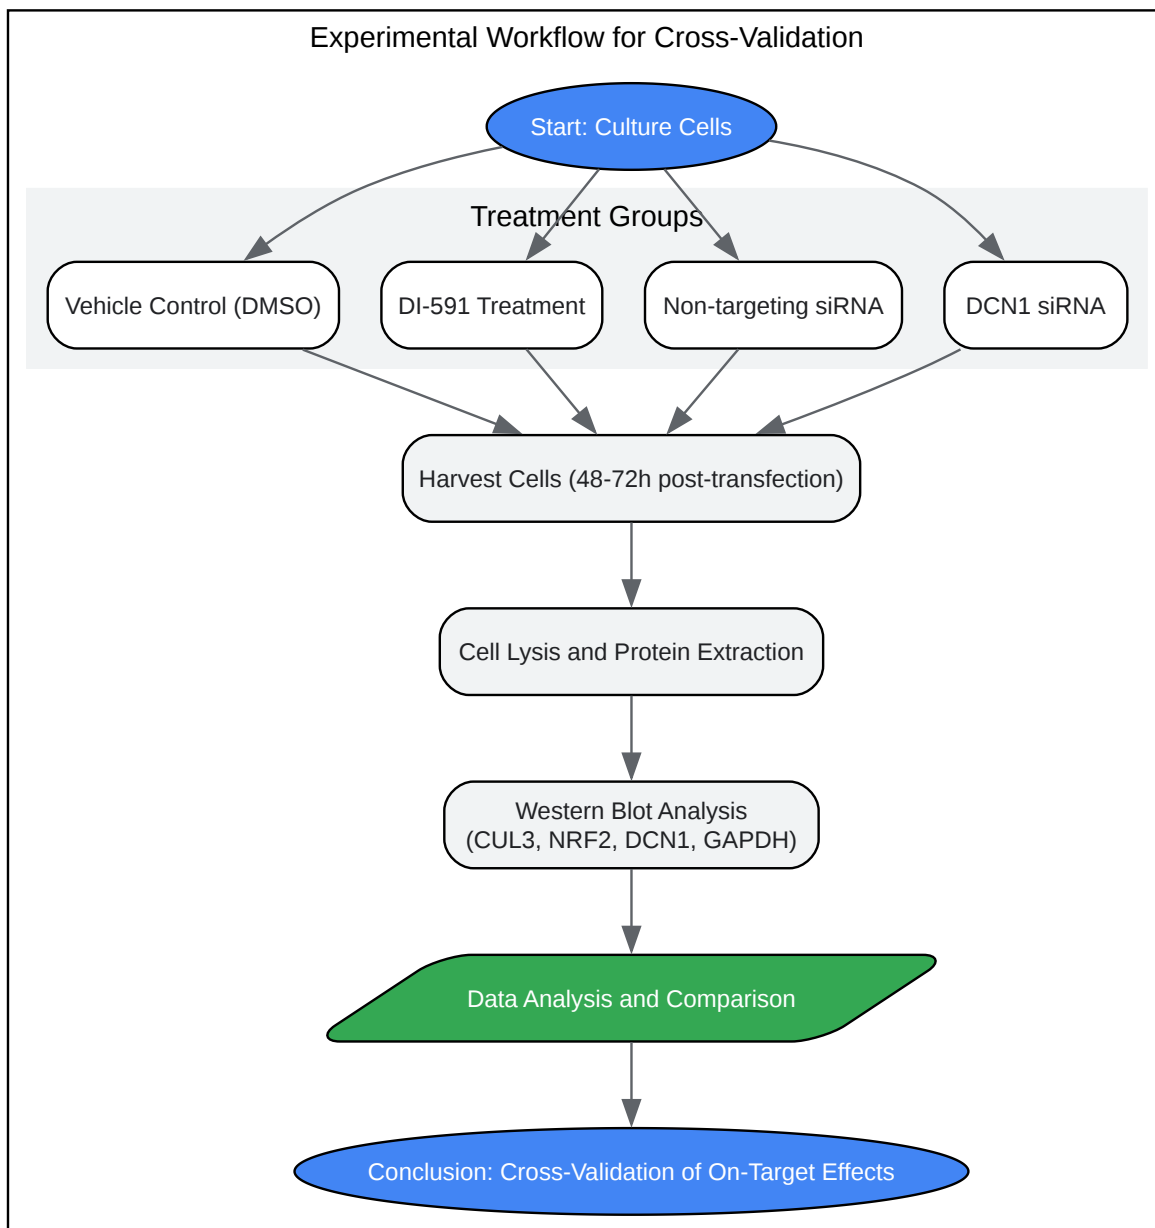 Experimental Workflow for Cross-Validation
Start: Culture Cells
Treatment Groups
Vehicle Control (DMSO)
DI-591 Treatment
Non-targeting siRNA
DCN1 siRNA
Harvest Cells (48-72h post-transfection)
Cell Lysis and Protein Extraction
Western Blot Analysis
(CUL3, NRF2, DCN1, GAPDH)
Data Analysis and Comparison
Conclusion: Cross-Validation of On-Target Effects